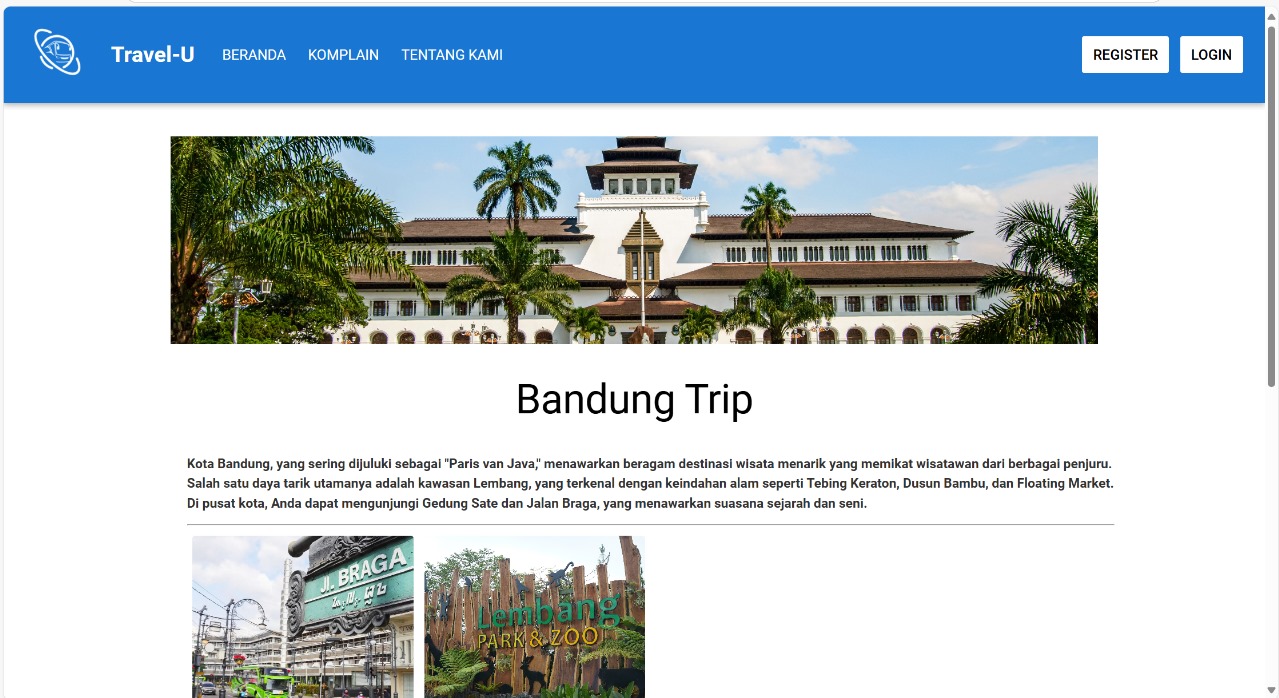 Travel-U
BERANDA
KOMPLAIN
TENTANG KAMI
REGISTER
LOGIN
Bandung Trip
Kota Bandung, yang sering dijuluki sebagai "Paris van Java," menawarkan beragam destinasi wisata menarik yang memikat wisatawan dari berbagai penjuru.
Salah satu daya tarik utamanya adalah kawasan Lembang, yang terkenal dengan keindahan alam seperti Tebing Keraton, Dusun Bambu, dan Floating Market.
Di pusat kota, Anda dapat mengunjungi Gedung Sate dan Jalan Braga, yang menawarkan suasana sejarah dan seni.
Jl. BRAGA
Lembang
PARK & ZOO